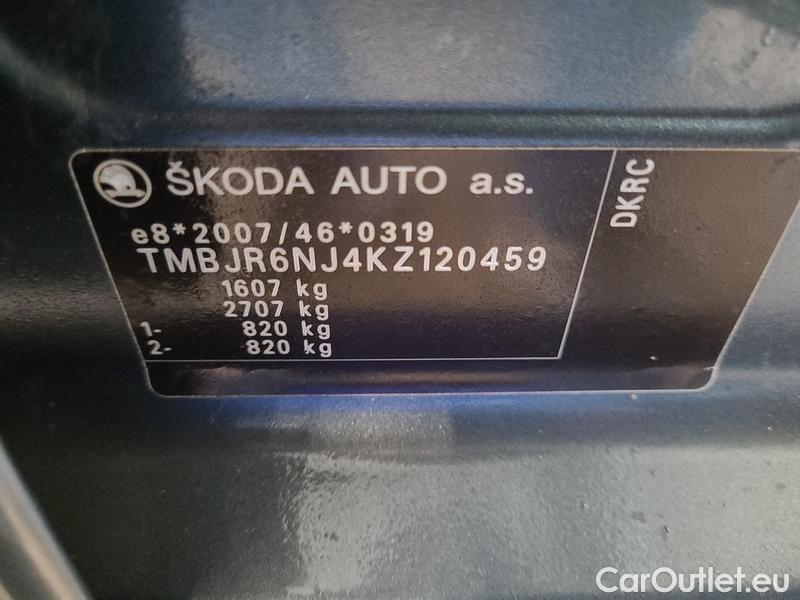 ŠKODA AUTO a.s.
DKRC
e8*2007/46*0319
TMBJR6NJ4KZ120459
1607 kg
2707 kg
1- 820 kg
2- 820 kg
CarOutlet.eu